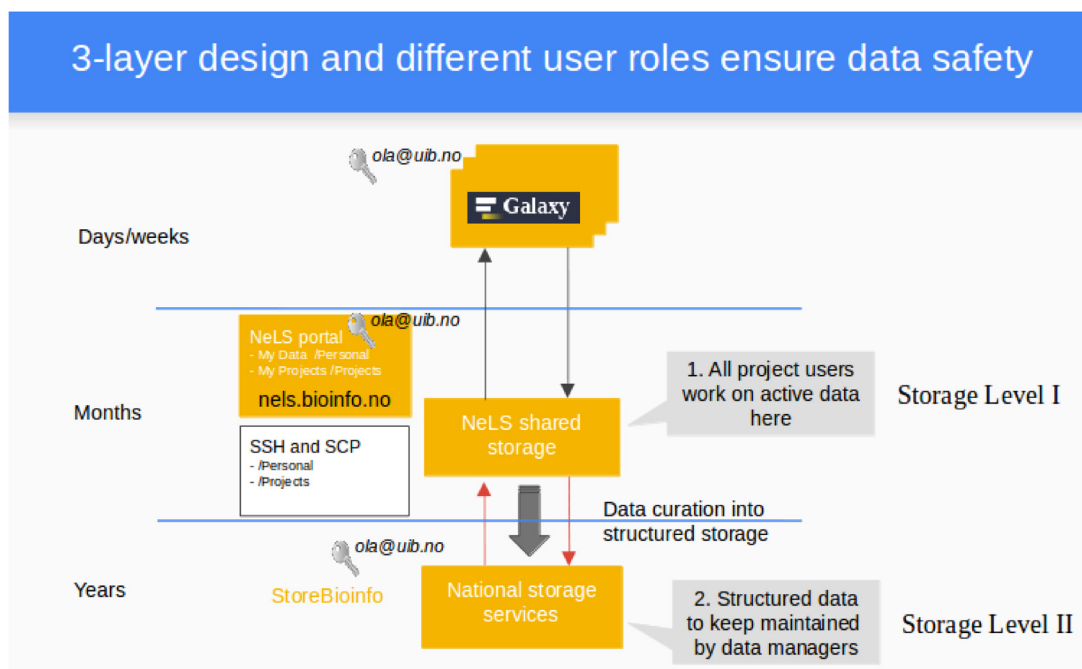 3-layer design and different user roles ensure data safety
ola@uib.no
Galaxy
Days/weeks
ola@uib.no
NeLS portal
- My Data /Personal
- My Projects /Projects
nels.bioinfo.no
1. All project users
work on active data
here
Storage Level I
Months
NeLS shared
storage
SSH and SCP
- /Personal
- /Projects
Data curation into
structured storage
ola@uib.no
Years
StoreBioinfo
National storage
services
2. Structured data
to keep maintained
by data managers
Storage Level II